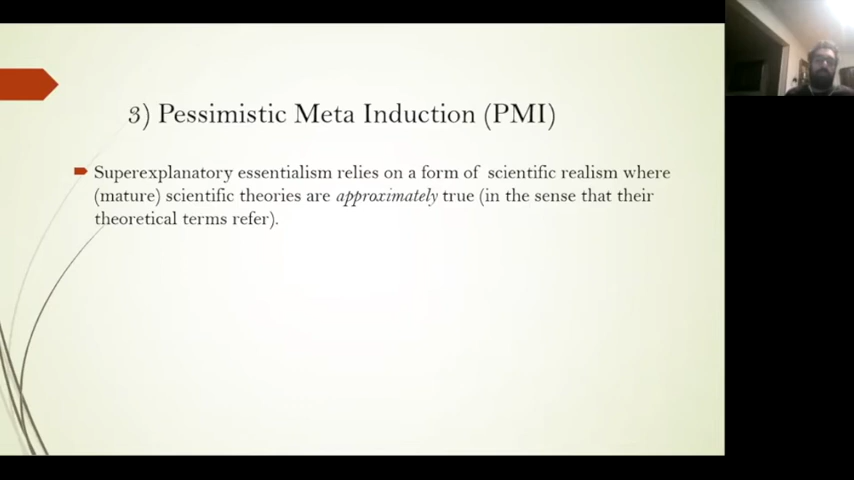 3) Pessimistic Meta Induction (PMI)
Superexplanatory essentialism relies on a form of scientific realism where
(mature) scientific theories are approximately true (in the sense that their
theoretical terms refer).